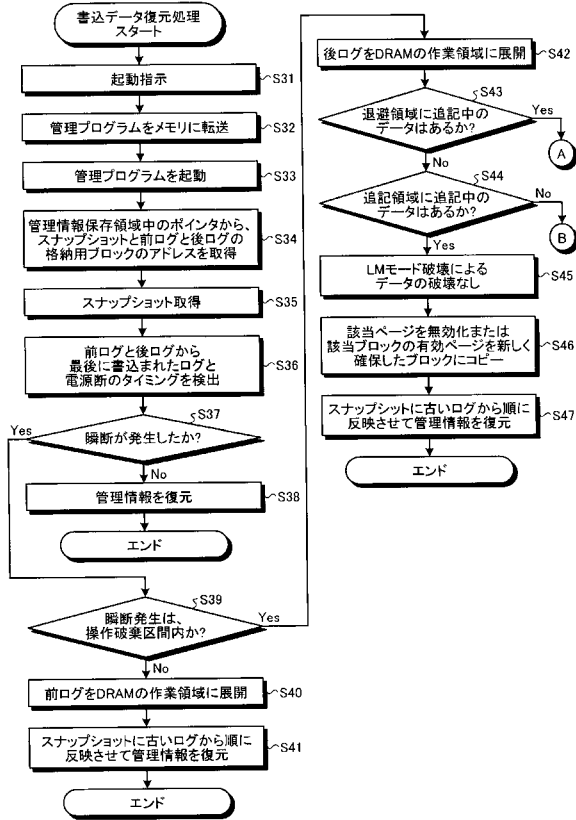 書込データ復元処理
スタート
起動指示
S31
管理プログラムをメモリに転送
S32
管理プログラムを起動
S33
管理情報保存領域中のポインタから、
スナップショットと前ログと後ログの
格納用ブロックのアドレスを取得
S34
スナップショット取得
S35
前ログと後ログから
最後に書込まれたログと
電源断のタイミングを検出
S36
S37
瞬断が発生したか?
Yes
No
管理情報を復元
S38
エンド
S39
瞬断発生は、
操作破棄区間内か?
Yes
No
前ログをDRAMの作業領域に展開
S40
スナップショットに古いログから順に
反映させて管理情報を復元
S41
エンド
後ログをDRAMの作業領域に展開
S42
S43
退避領域に追記中の
データはあるか?
Yes
A
No
S44
追記領域に追記中の
データはあるか?
No
B
Yes
LMモード破壊による
データの破壊なし
S45
該当ページを無効化または
該当ブロックの有効ページを新しく
確保したブロックにコピー
S46
スナップシットに古いログから順に
反映させて管理情報を復元
S47
エンド